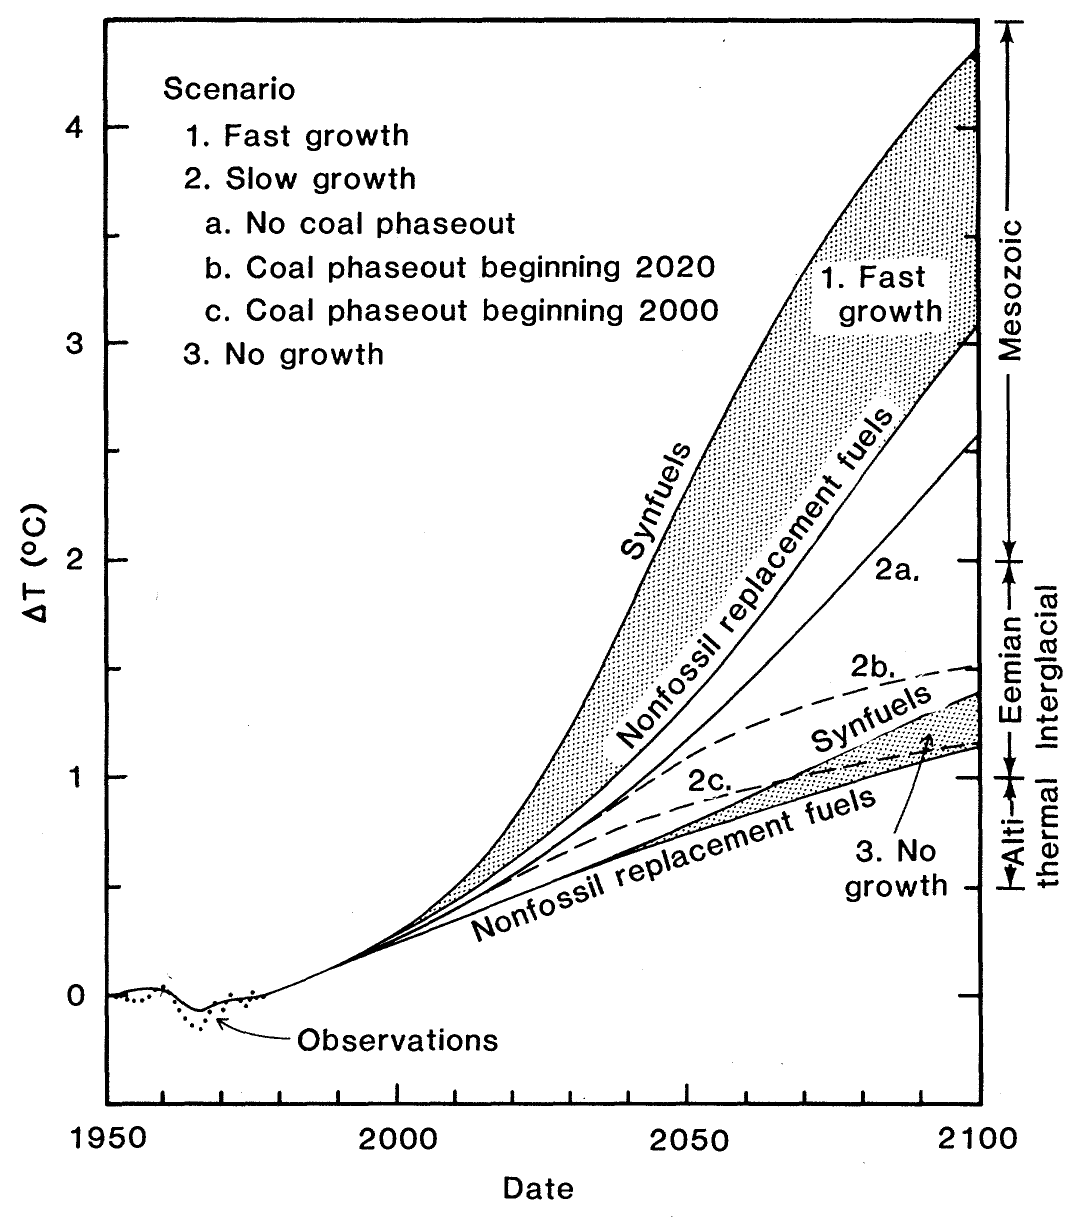 Scenario
1. Fast growth
2. Slow growth
a. No coal phaseout
b. Coal phaseout beginning 2020
c. Coal phaseout beginning 2000
3. No growth
4
3
2
1
0
ΔT (°C)
Synfuels
Nonfossil replacement fuels
1. Fast
growth
2a.
2b.
Synfuels
2c.
Nonfossil replacement fuels
3. No
growth
Observations
Mesozoic
Eemian
Interglacial
Alti-
thermal
1950
2000
2050
2100
Date